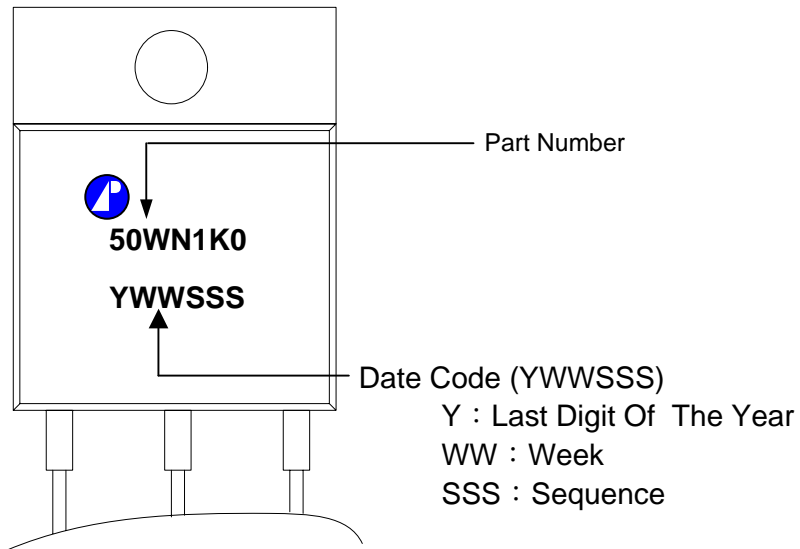 Part Number
50WN1K0
YWWSSS
Date Code (YWWSSS)
Y：Last Digit Of The Year
WW：Week
SSS：Sequence